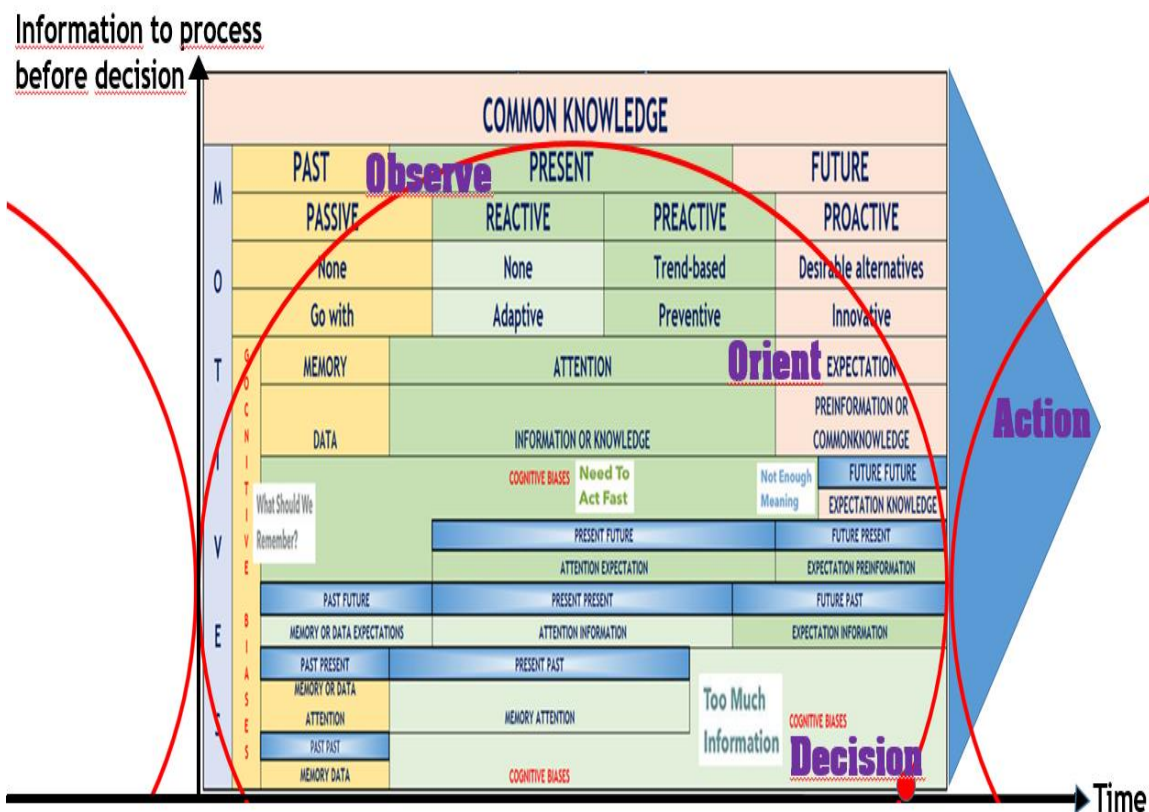 Information to process
before decision
COMMON KNOWLEDGE
MOTIVES
PAST
Observe
PRESENT
FUTURE
PASSIVE
REACTIVE
PREACTIVE
PROACTIVE
None
None
Trend-based
Desirable alternatives
Go with
Adaptive
Preventive
Innovative
GOCNITIVE BIASES
MEMORY
ATTENTION
Orient
EXPECTATION
DATA
INFORMATION OR KNOWLEDGE
PREINFORMATION OR
COMMONKNOWLEDGE
Action
What Should We
Remember?
COGNITIVE BIASES
Need To
Act Fast
Not Enough
Meaning
FUTURE FUTURE
EXPECTATION KNOWLEDGE
PRESENT FUTURE
FUTURE PRESENT
ATTENTION EXPECTATION
EXPECTATION PREINFORMATION
PAST FUTURE
PRESENT PRESENT
FUTURE PAST
MEMORY OR DATA EXPECTATIONS
ATTENTION INFORMATION
EXPECTATION INFORMATION
PAST PRESENT
PRESENT PAST
MEMORY OR DATA
ATTENTION
MEMORY ATTENTION
Too Much
Information
COGNITIVE BIASES
Decision
PAST PAST
MEMORY DATA
COGNITIVE BIASES
Time